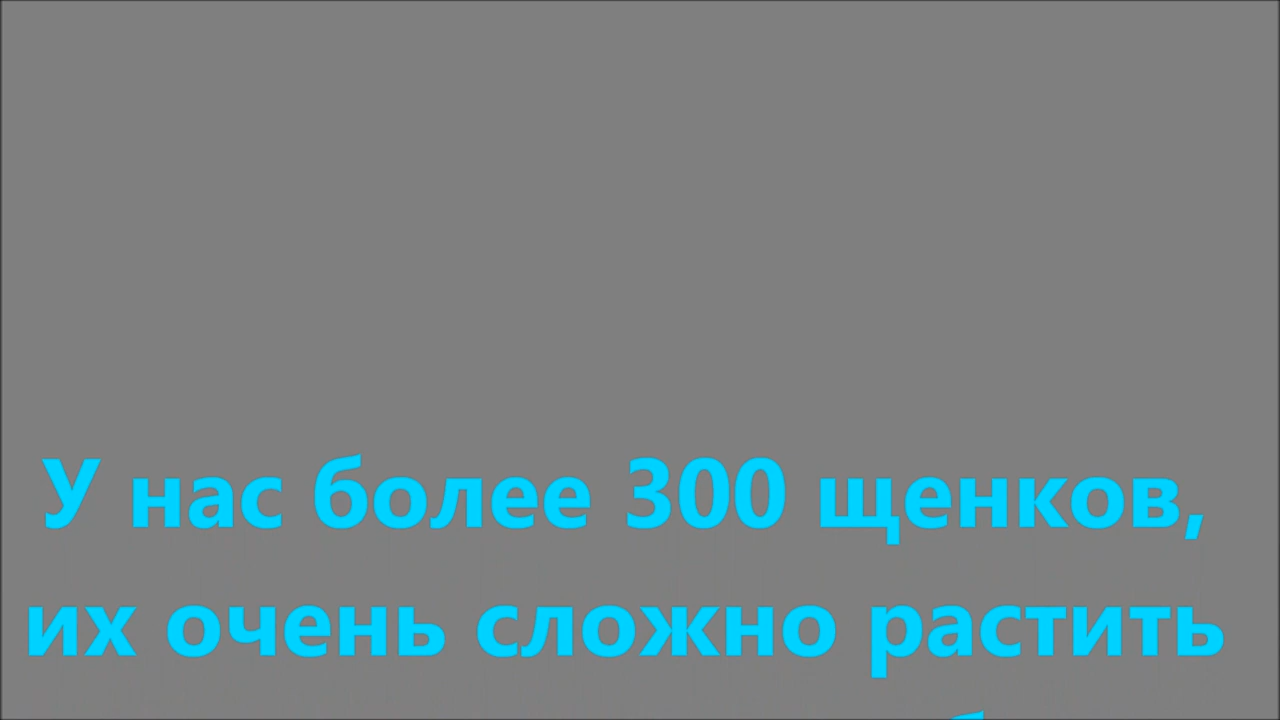 У нас более 300 щенков,
их очень сложно растить